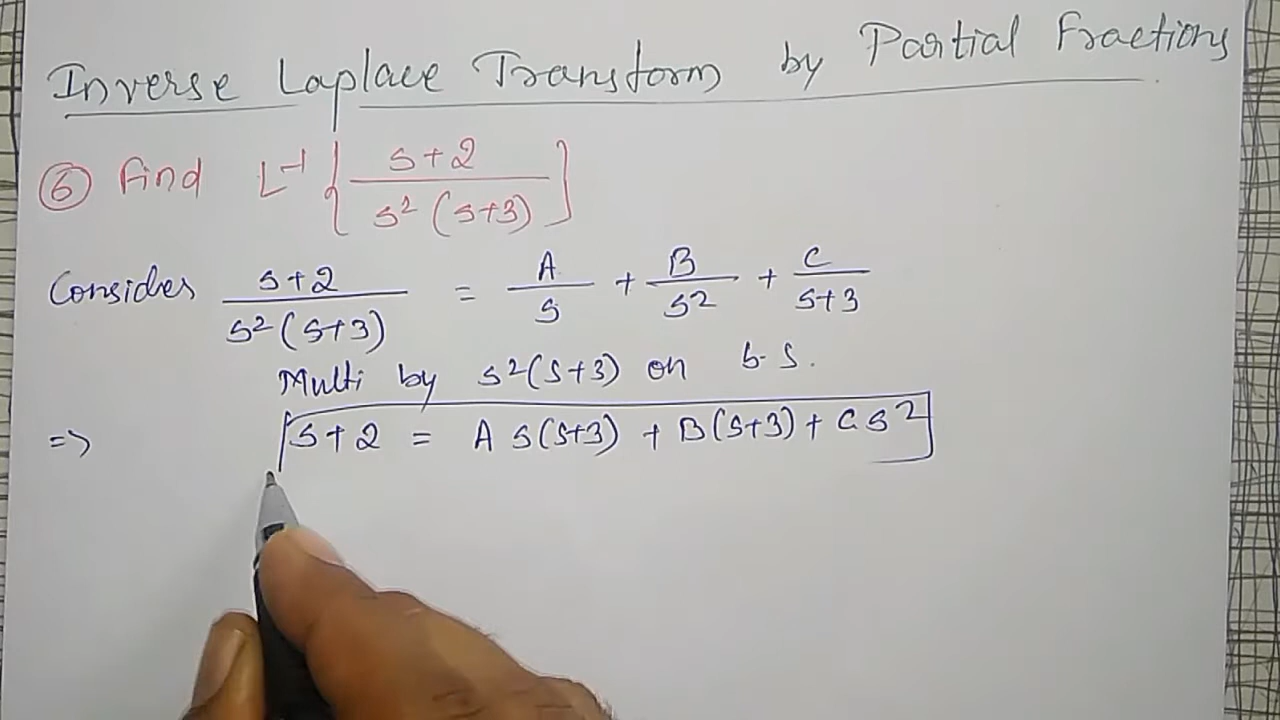 Inverse Laplace Transform by Partial Fractions
⑥ Find L⁻¹ { s+2 / s² (s+3) }
Consider s+2 / s² (s+3) = A / s + B / s² + C / s+3
Multi by s²(s+3) on b.s.
=> s+2 = A s(s+3) + B(s+3) + C s²